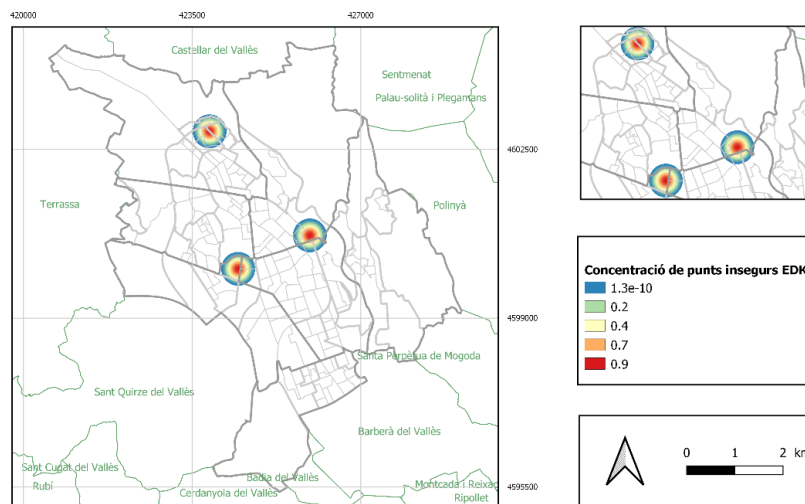 420000
423500
427000
Castellar del Vallès
Sentmenat
Palau-solità i Plegamans
4602500
Terrassa
Polinyà
4599000
Santa Perpètua de Mogoda
Sant Quirze del Vallès
Barberà del Vallès
Sant Cugat del Vallès
Badia del Vallès
Rubí
Cerdanyola del Vallès
Montcada i Reixac
4595500
Ripollet
Concentració de punts insegurs EDK
1.3e-10
0.2
0.4
0.7
0.9
0 1 2 km